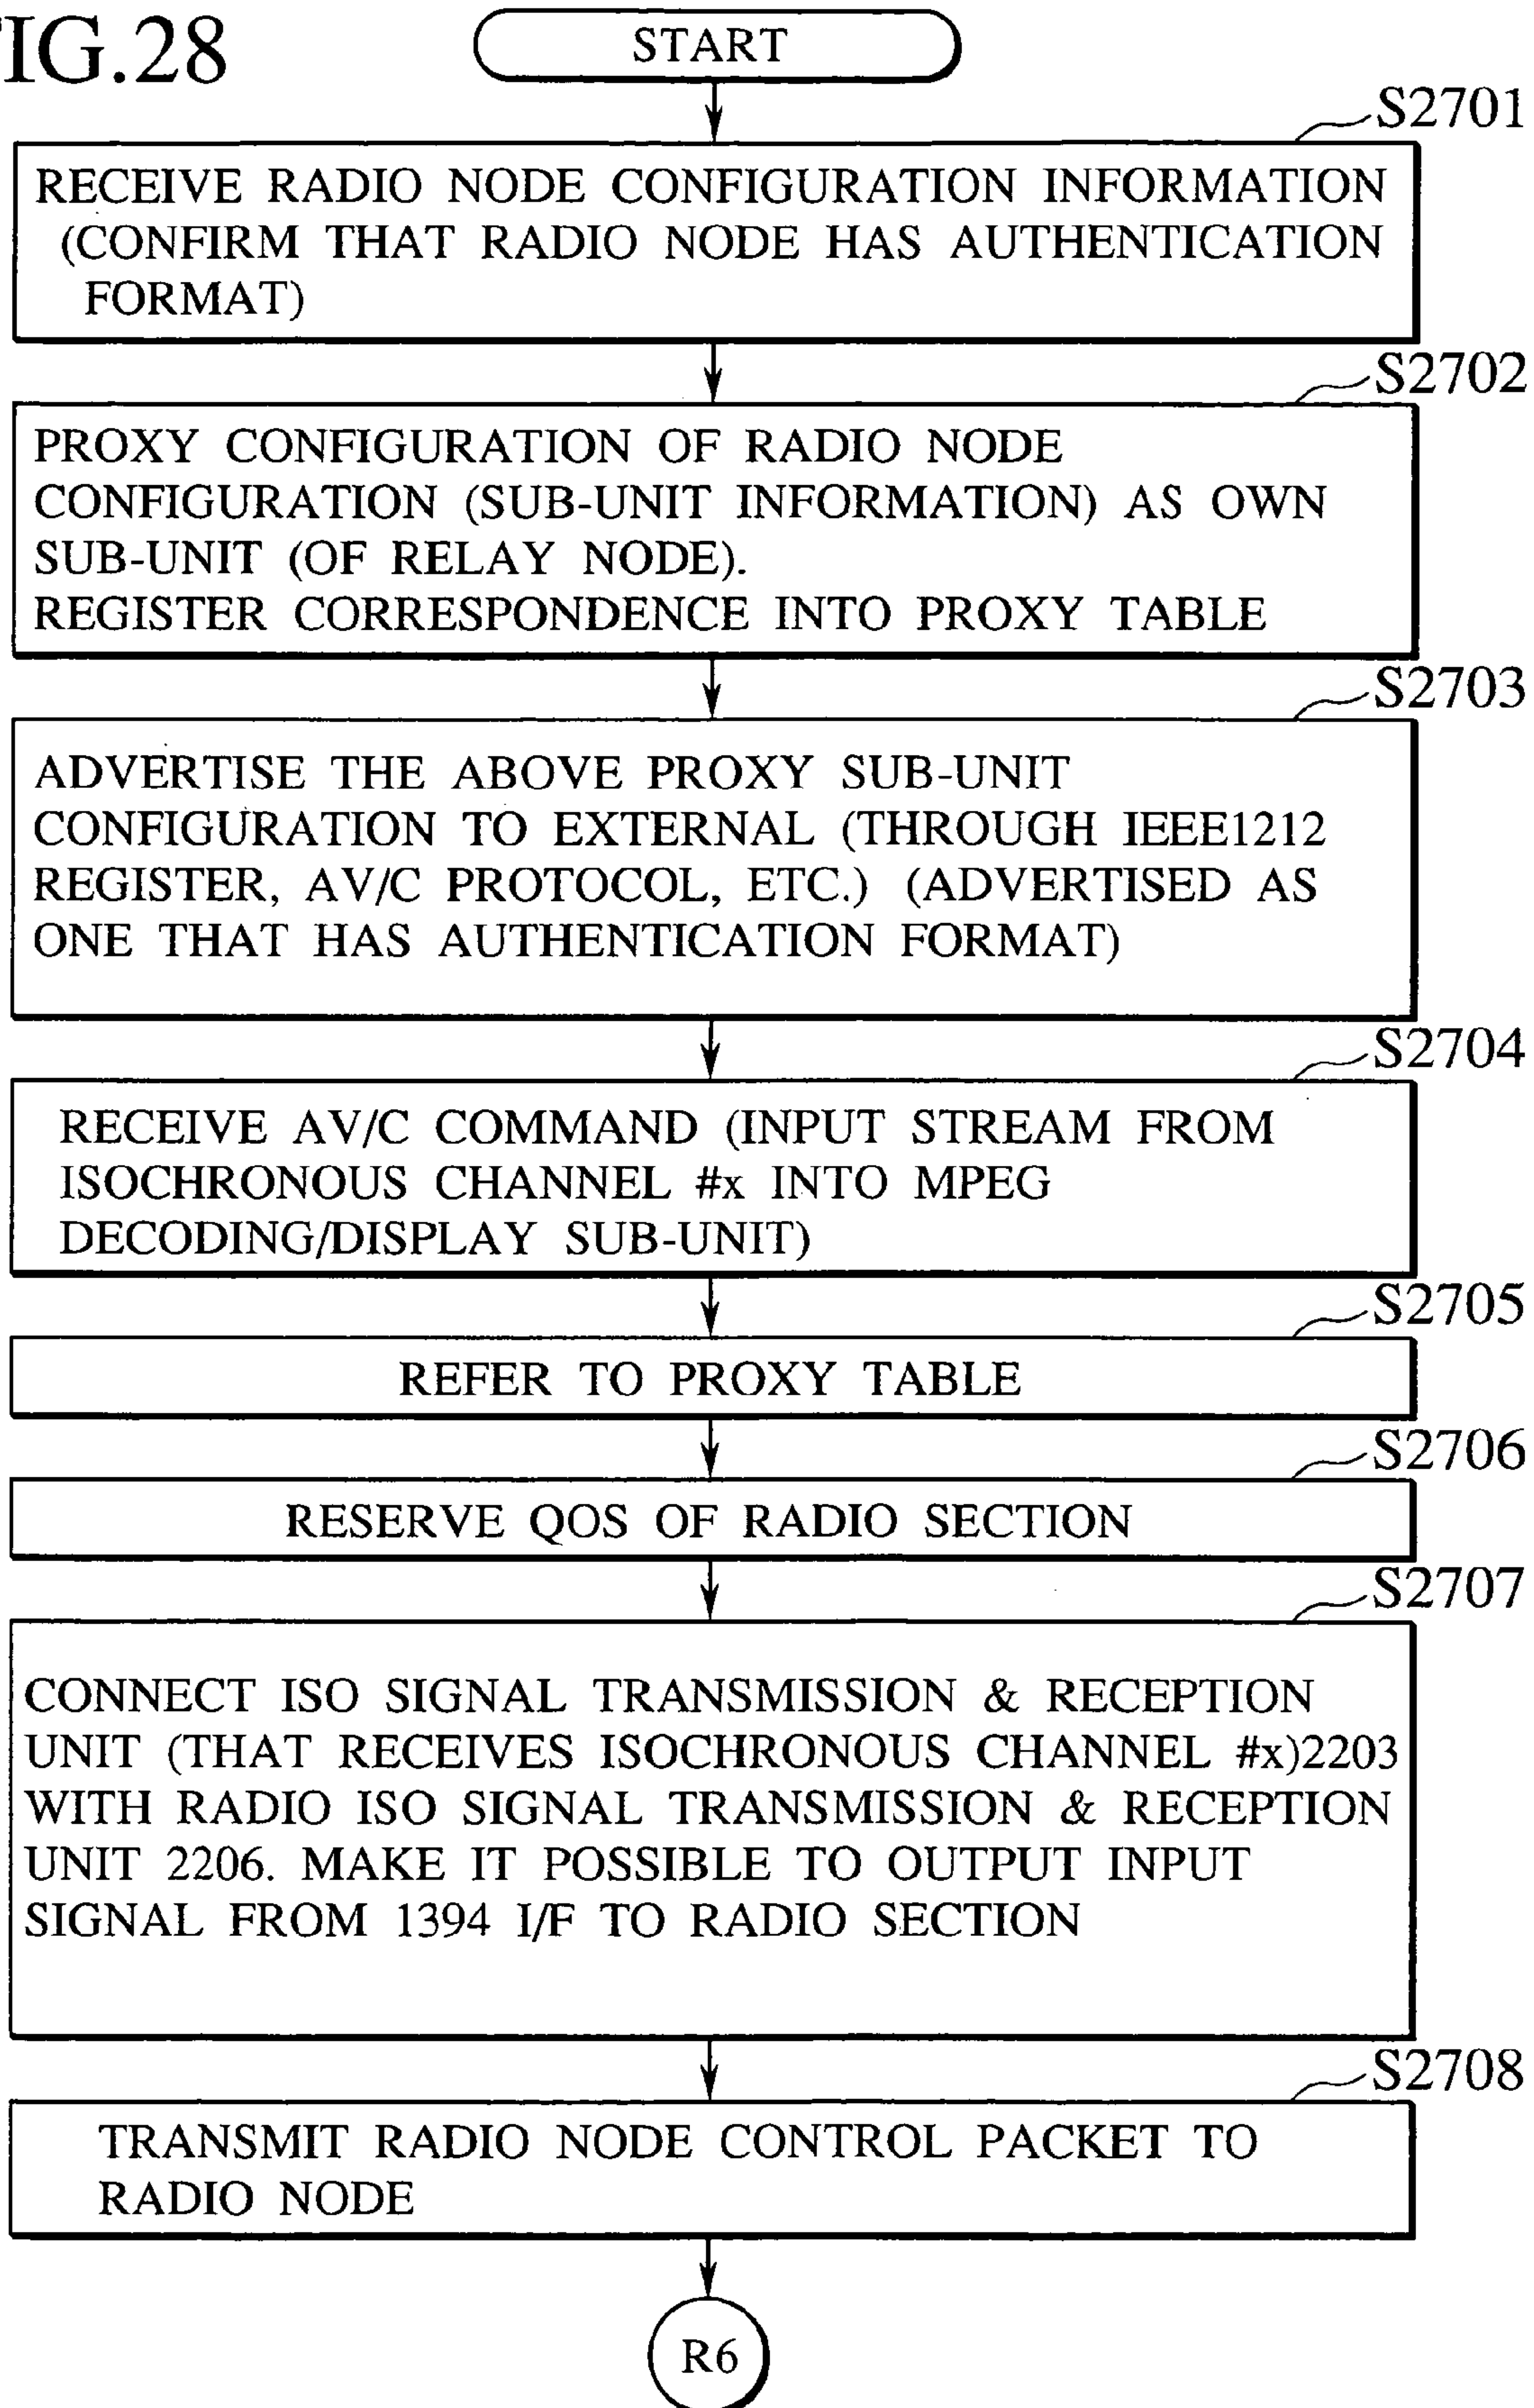 FIG.28
START
S2701
RECEIVE RADIO NODE CONFIGURATION INFORMATION
(CONFIRM THAT RADIO NODE HAS AUTHENTICATION
FORMAT)
S2702
PROXY CONFIGURATION OF RADIO NODE
CONFIGURATION (SUB-UNIT INFORMATION) AS OWN
SUB-UNIT (OF RELAY NODE).
REGISTER CORRESPONDENCE INTO PROXY TABLE
S2703
ADVERTISE THE ABOVE PROXY SUB-UNIT
CONFIGURATION TO EXTERNAL (THROUGH IEEE1212
REGISTER, AV/C PROTOCOL, ETC.) (ADVERTISED AS
ONE THAT HAS AUTHENTICATION FORMAT)
S2704
RECEIVE AV/C COMMAND (INPUT STREAM FROM
ISOCHRONOUS CHANNEL #x INTO MPEG
DECODING/DISPLAY SUB-UNIT)
S2705
REFER TO PROXY TABLE
S2706
RESERVE QOS OF RADIO SECTION
S2707
CONNECT ISO SIGNAL TRANSMISSION & RECEPTION
UNIT (THAT RECEIVES ISOCHRONOUS CHANNEL #x)2203
WITH RADIO ISO SIGNAL TRANSMISSION & RECEPTION
UNIT 2206. MAKE IT POSSIBLE TO OUTPUT INPUT
SIGNAL FROM 1394 I/F TO RADIO SECTION
S2708
TRANSMIT RADIO NODE CONTROL PACKET TO
RADIO NODE
R6